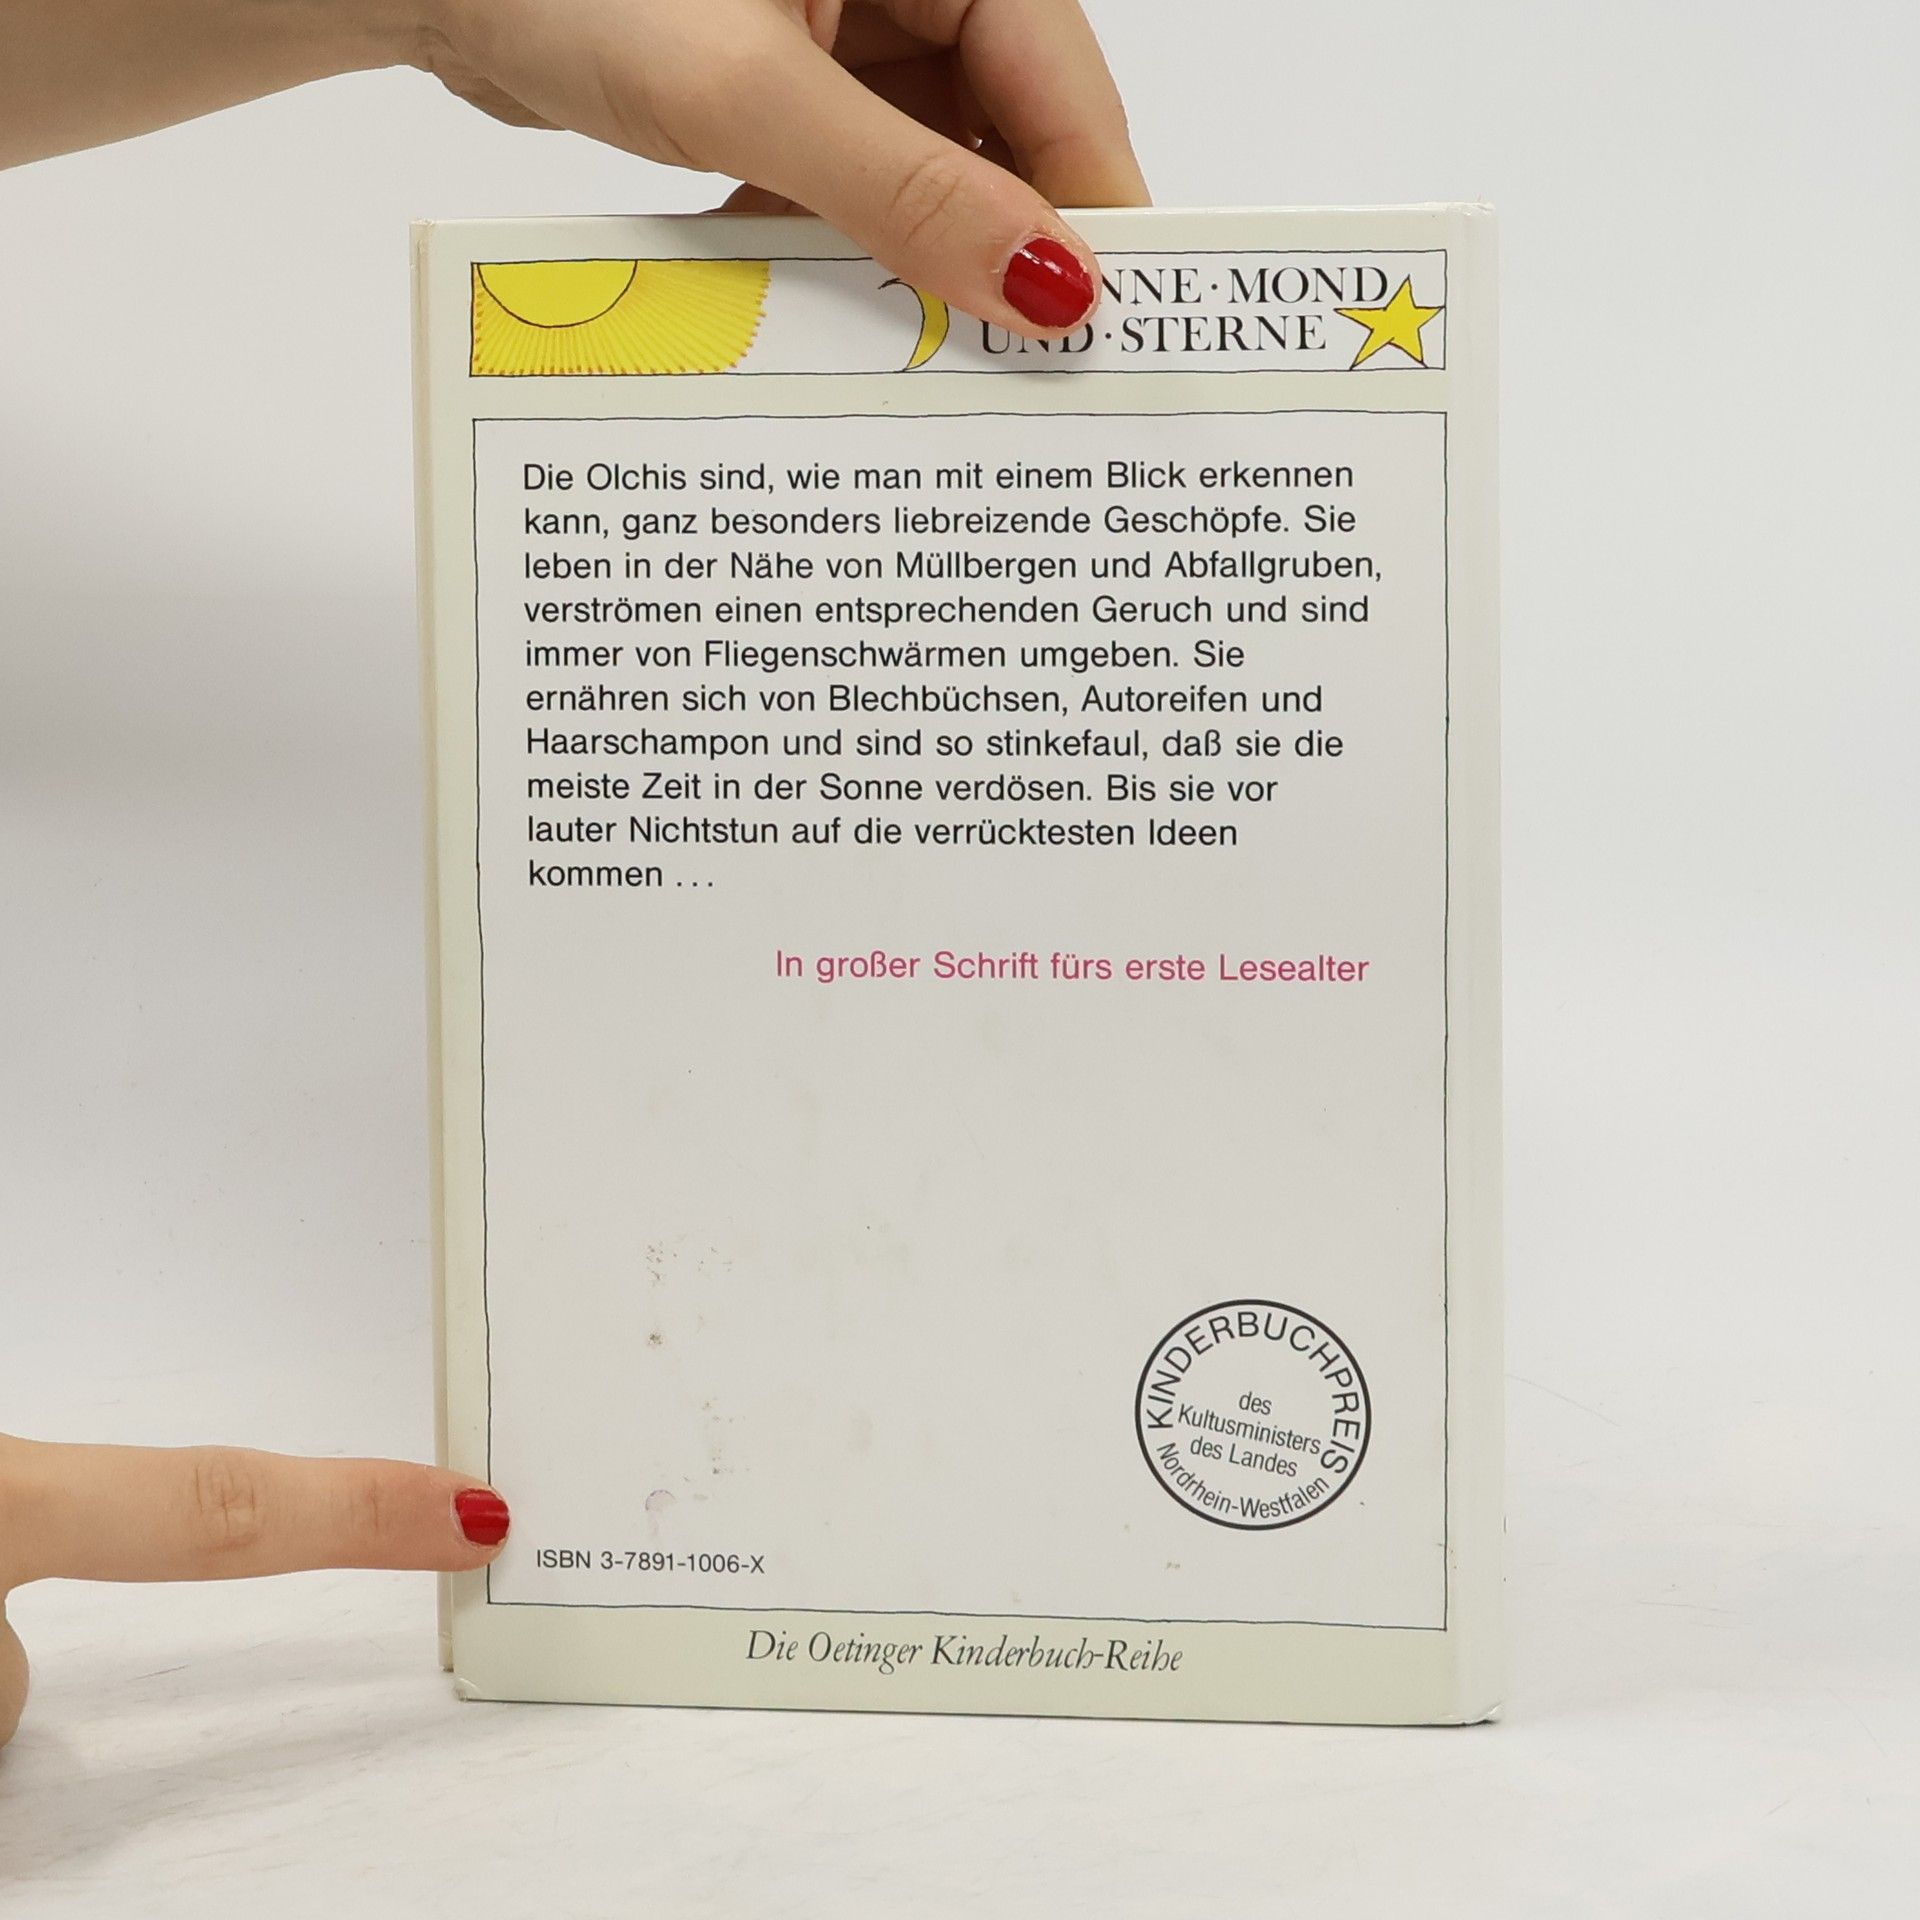 NNE · MOND
UND · STERNE
Die Olchis sind, wie man mit einem Blick erkennen
kann, ganz besonders liebreizende Geschöpfe. Sie
leben in der Nähe von Müllbergen und Abfallgruben,
verströmen einen entsprechenden Geruch und sind
immer von Fliegenschwärmen umgeben. Sie
ernähren sich von Blechbüchsen, Autoreifen und
Haarschampon und sind so stinkefaul, daß sie die
meiste Zeit in der Sonne verdösen. Bis sie vor
lauter Nichtstun auf die verrücktesten Ideen
kommen ...
In großer Schrift fürs erste Lesealter
KINDERBUCHPREIS
des
Kultusministers
des Landes
Nordrhein-Westfalen
ISBN 3-7891-1006-X
Die Oetinger Kinderbuch-Reihe